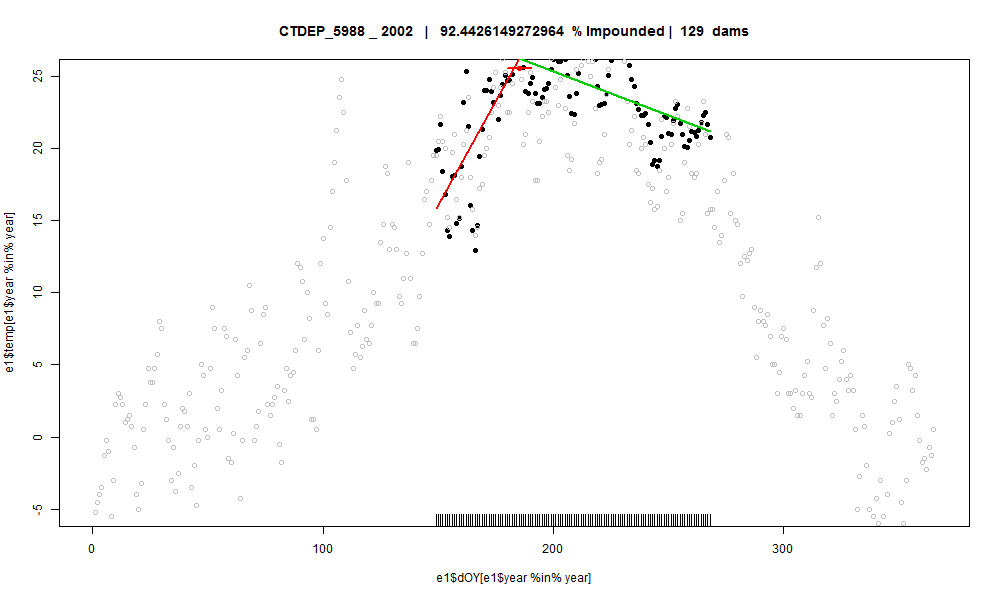 CTDEP_5988 _ 2002 | 92.4426149272964 % Impounded | 129 dams
e1$temp[e1$year %in% year]
25
20
15
10
5
0
-5
0 100 200 300
e1$dOY[e1$year %in% year]